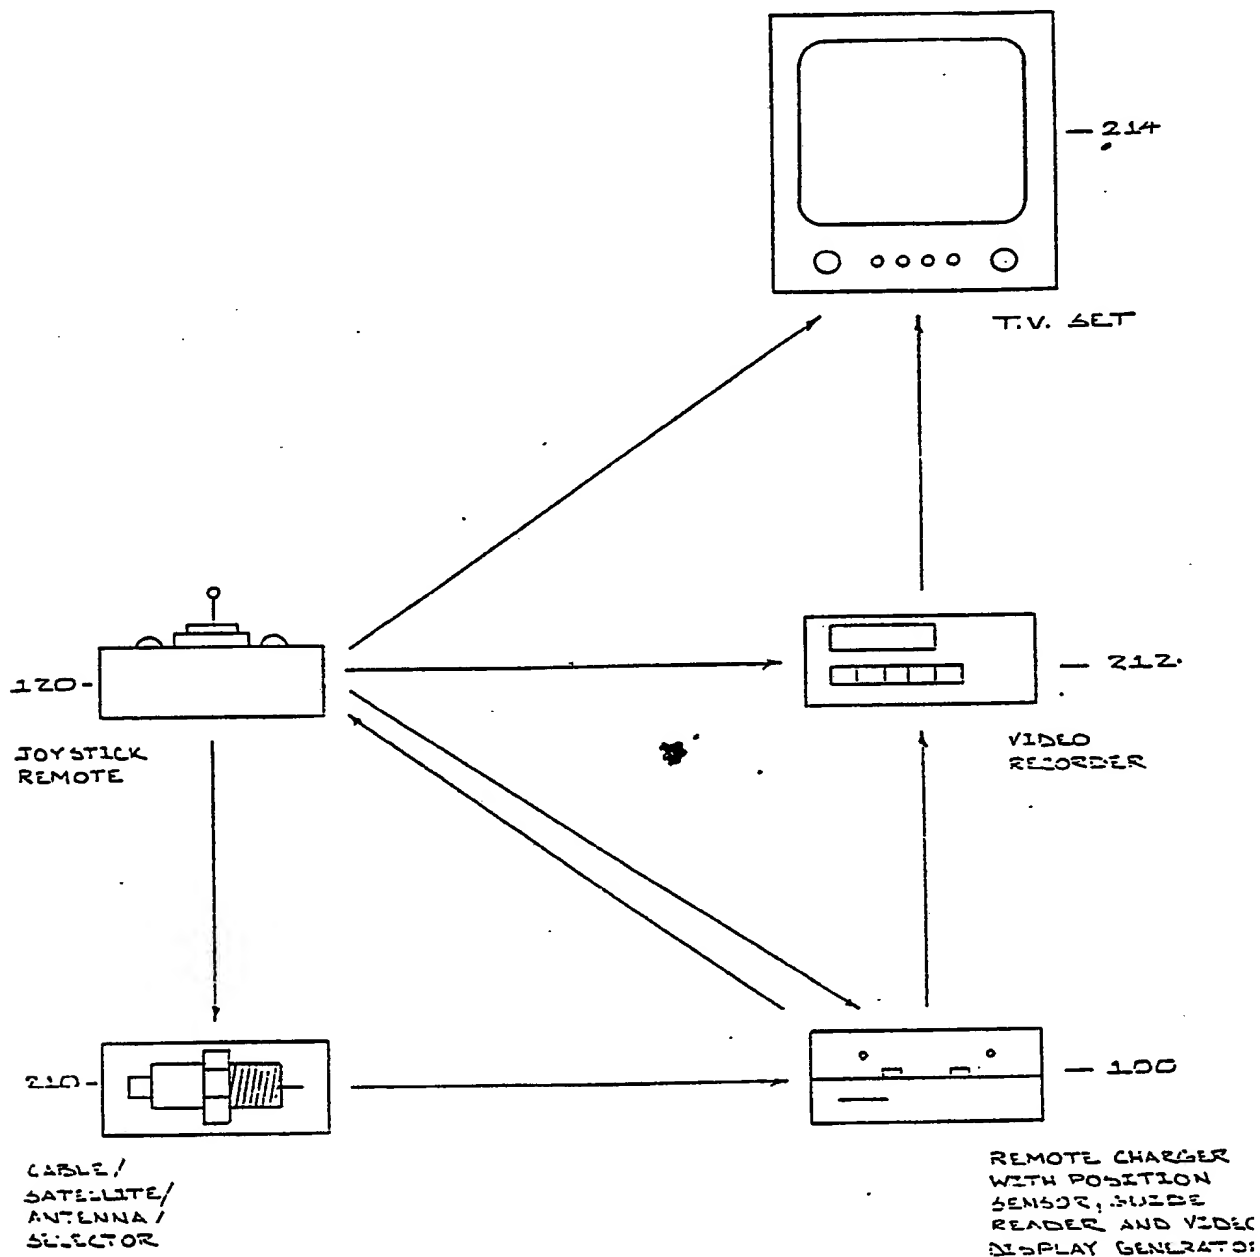 214
T.V. SET
120
212
JOYSTICK
REMOTE
VIDEO
RECORDER
210
100
CABLE/
SATELLITE/
ANTENNA/
SELECTOR
REMOTE CHARGER
WITH POSITION
SENSOR, GUIDE
READER AND VIDEO
DISPLAY GENERATOR